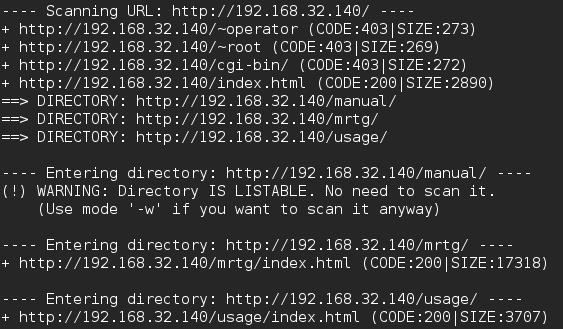 ---- Scanning URL: http://192.168.32.140/ ----
+ http://192.168.32.140/~operator (CODE:403|SIZE:273)
+ http://192.168.32.140/~root (CODE:403|SIZE:269)
+ http://192.168.32.140/cgi-bin/ (CODE:403|SIZE:272)
+ http://192.168.32.140/index.html (CODE:200|SIZE:2890)
==> DIRECTORY: http://192.168.32.140/manual/
==> DIRECTORY: http://192.168.32.140/mrtg/
==> DIRECTORY: http://192.168.32.140/usage/
---- Entering directory: http://192.168.32.140/manual/ ----
(!) WARNING: Directory IS LISTABLE. No need to scan it.
(Use mode '-w' if you want to scan it anyway)
---- Entering directory: http://192.168.32.140/mrtg/ ----
+ http://192.168.32.140/mrtg/index.html (CODE:200|SIZE:17318)
---- Entering directory: http://192.168.32.140/usage/ ----
+ http://192.168.32.140/usage/index.html (CODE:200|SIZE:3707)